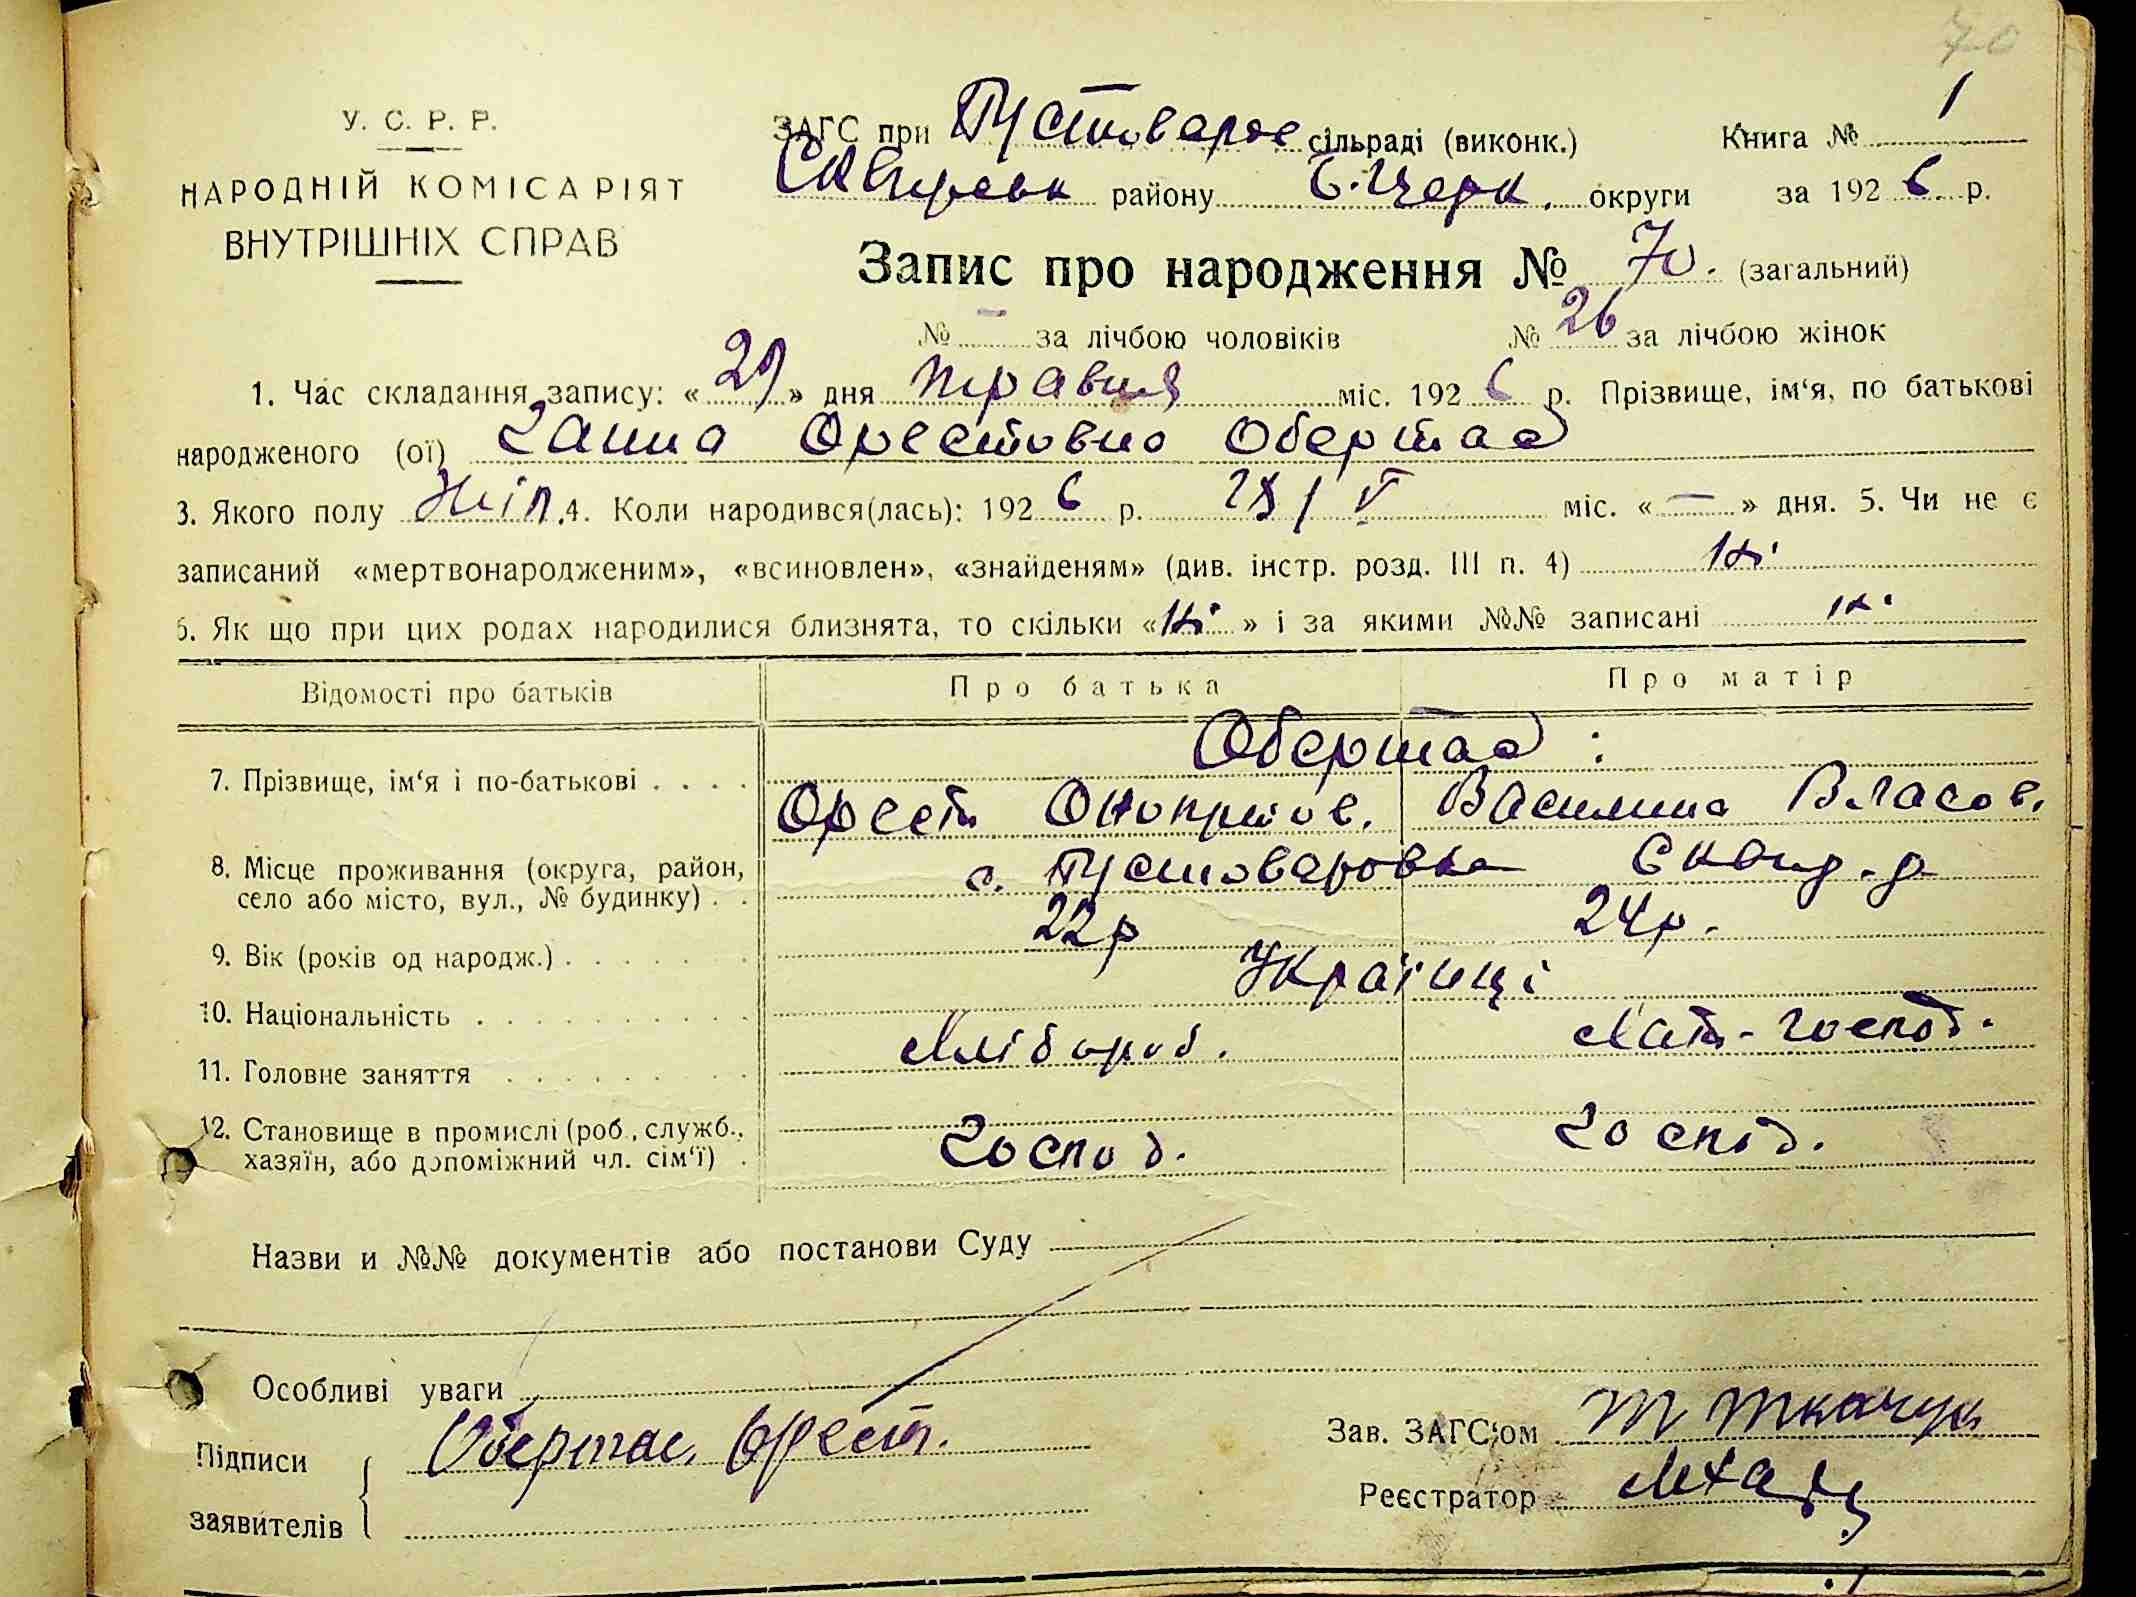 70
У. С. Р. Р.
НАРОДНІЙ КОМІСАРІЯТ
ВНУТРІШНІХ СПРАВ
ЗАГС при Пустоваров сільраді (виконк.) Книга № 1
Сквирськ району Б. Церк. округи за 1926 р.
Запис про народження № 70. (загальний)
№ — за лічбою чоловіків № 26 за лічбою жінок
1. Час складання запису: «29» дня травня міс. 1926 р. Прізвище, ім‘я, по батькові
народженого (ої) Ганна Орестовна Обертас
3. Якого полу жін. 4. Коли народився(лась): 1926 р. 28/V міс. «—» дня. 5. Чи не є
записаний «мертвонародженим», «всиновлен», «знайденям» (див. інстр. розд. III п. 4) ні
6. Як що при цих родах народилися близнята, то скільки «ні» і за якими №№ записані ні
Відомості про батьків Про батька Про матір
Обертас :
7. Прізвище, ім‘я і по-батькові . . . . Орест Оноприєв. Василина Власов.
8. Місце проживання (округа, район,
село або місто, вул., № будинку) . . с. Пустоваровка
9. Вік (років од народж.) . . . . . 22р 24р.
10. Національність . . . . . . . . . Українці
11. Головне заняття . . . . . . . Хлібороб. Хатн-господ.
12. Становище в промислі (роб., служб.,
хазяїн, або допоміжний чл. сім‘ї) . Господ. Господ.
Назви и №№ документів або постанови Суду
Особливі уваги
Підписи Обертас Орест. Зав. ЗАГС‘ом Т Ткачук
заявителів Реєстратор